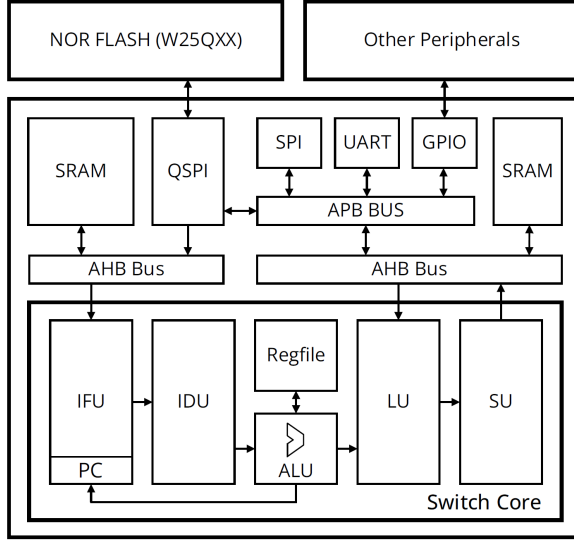 NOR FLASH (W25QXX)
Other Peripherals
SRAM
QSPI
SPI
UART
GPIO
SRAM
APB BUS
AHB Bus
AHB Bus
IFU
IDU
Regfile
LU
SU
PC
ALU
Switch Core